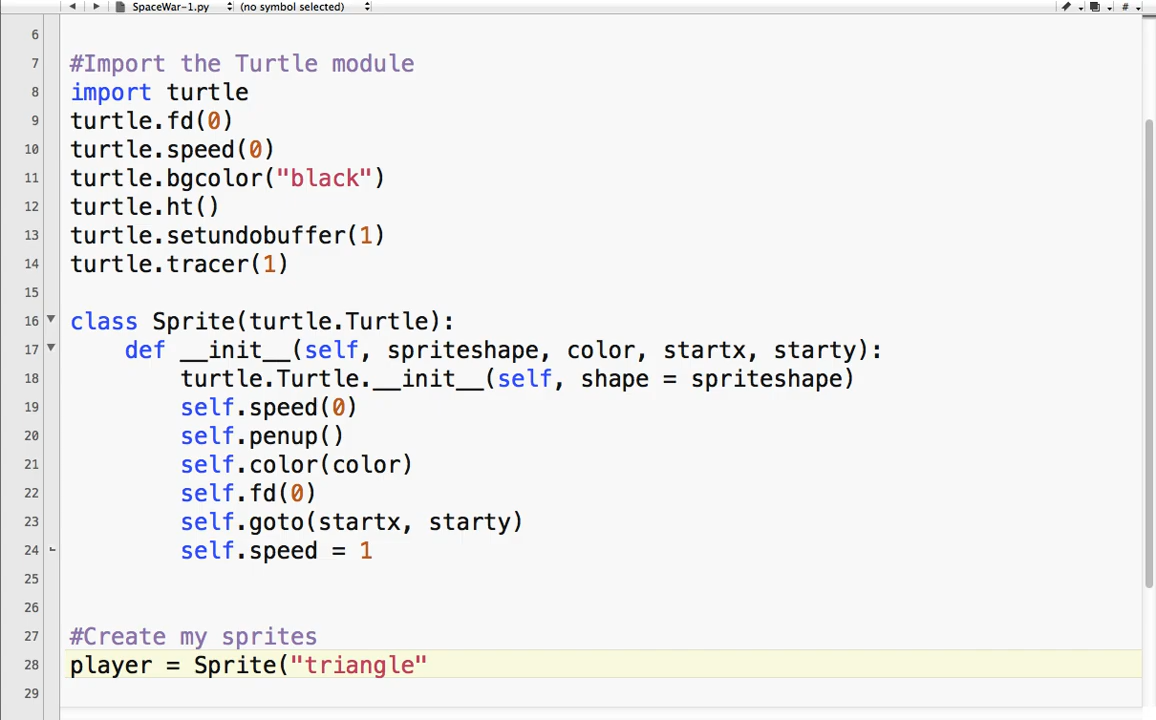 SpaceWar-1.py (no symbol selected) #
6
7 #Import the Turtle module
8 import turtle
9 turtle.fd(0)
10 turtle.speed(0)
11 turtle.bgcolor("black")
12 turtle.ht()
13 turtle.setundobuffer(1)
14 turtle.tracer(1)
15
16 class Sprite(turtle.Turtle):
17 def __init__(self, spriteshape, color, startx, starty):
18 turtle.Turtle.__init__(self, shape = spriteshape)
19 self.speed(0)
20 self.penup()
21 self.color(color)
22 self.fd(0)
23 self.goto(startx, starty)
24 self.speed = 1
25
26
27 #Create my sprites
28 player = Sprite("triangle"
29